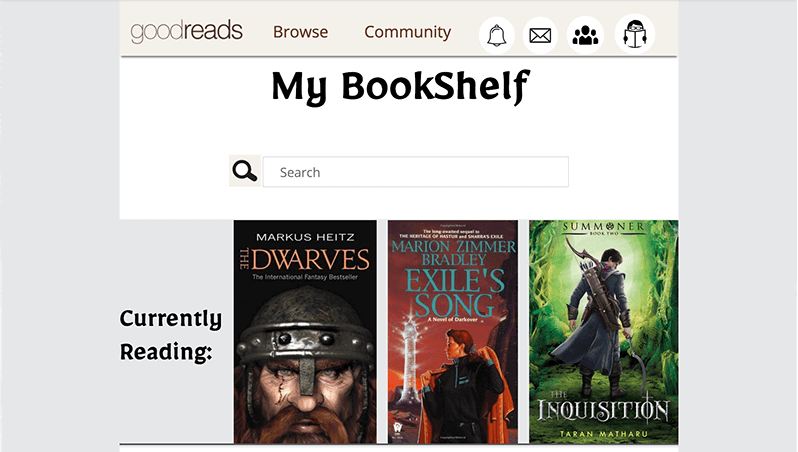 goodreads Browse Community
My BookShelf
Search
Currently
Reading:
MARKUS HEITZ
THE DWARVES
The International Fantasy Bestseller
The long-awaited sequel to
THE HERITAGE OF HASTUR and SHARRA'S EXILE
MARION ZIMMER
BRADLEY
EXILE'S
SONG
A Novel of Darkover
DAW
SUMMONER
BOOK TWO
THE
INQUISITION
TARAN MATHARU